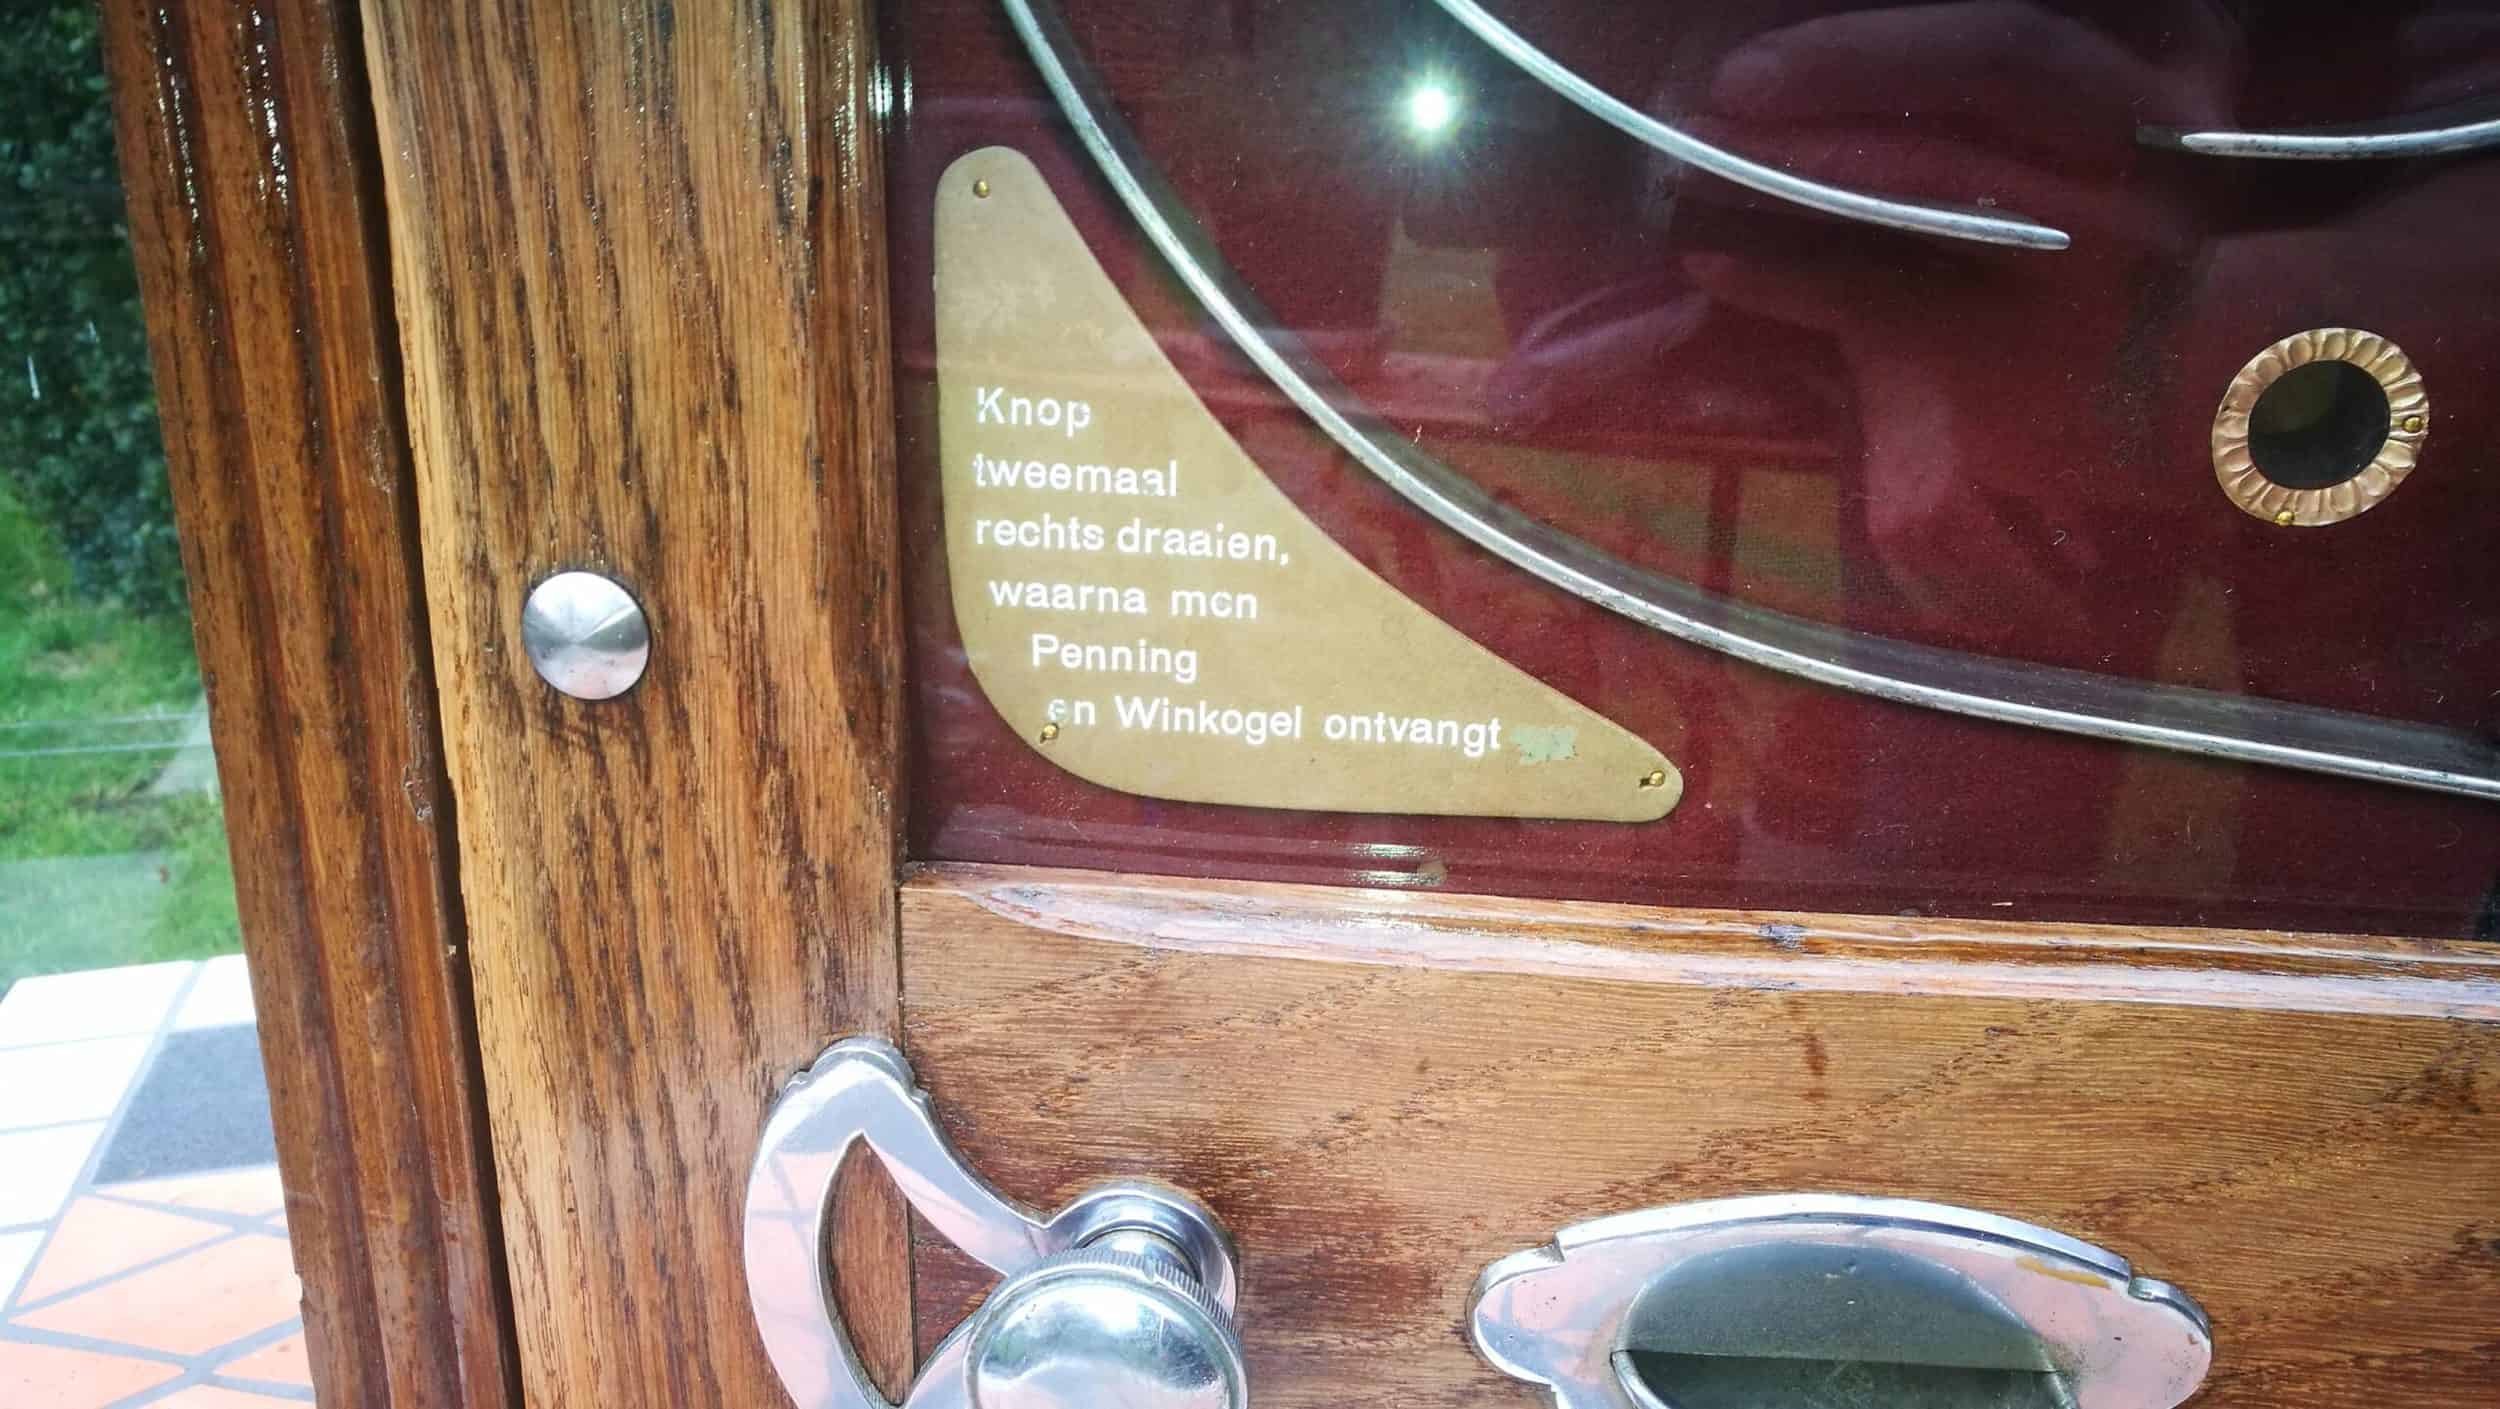 Knop
tweemaal
rechts draaien,
waarna men
Penning
en Winkogel ontvangt